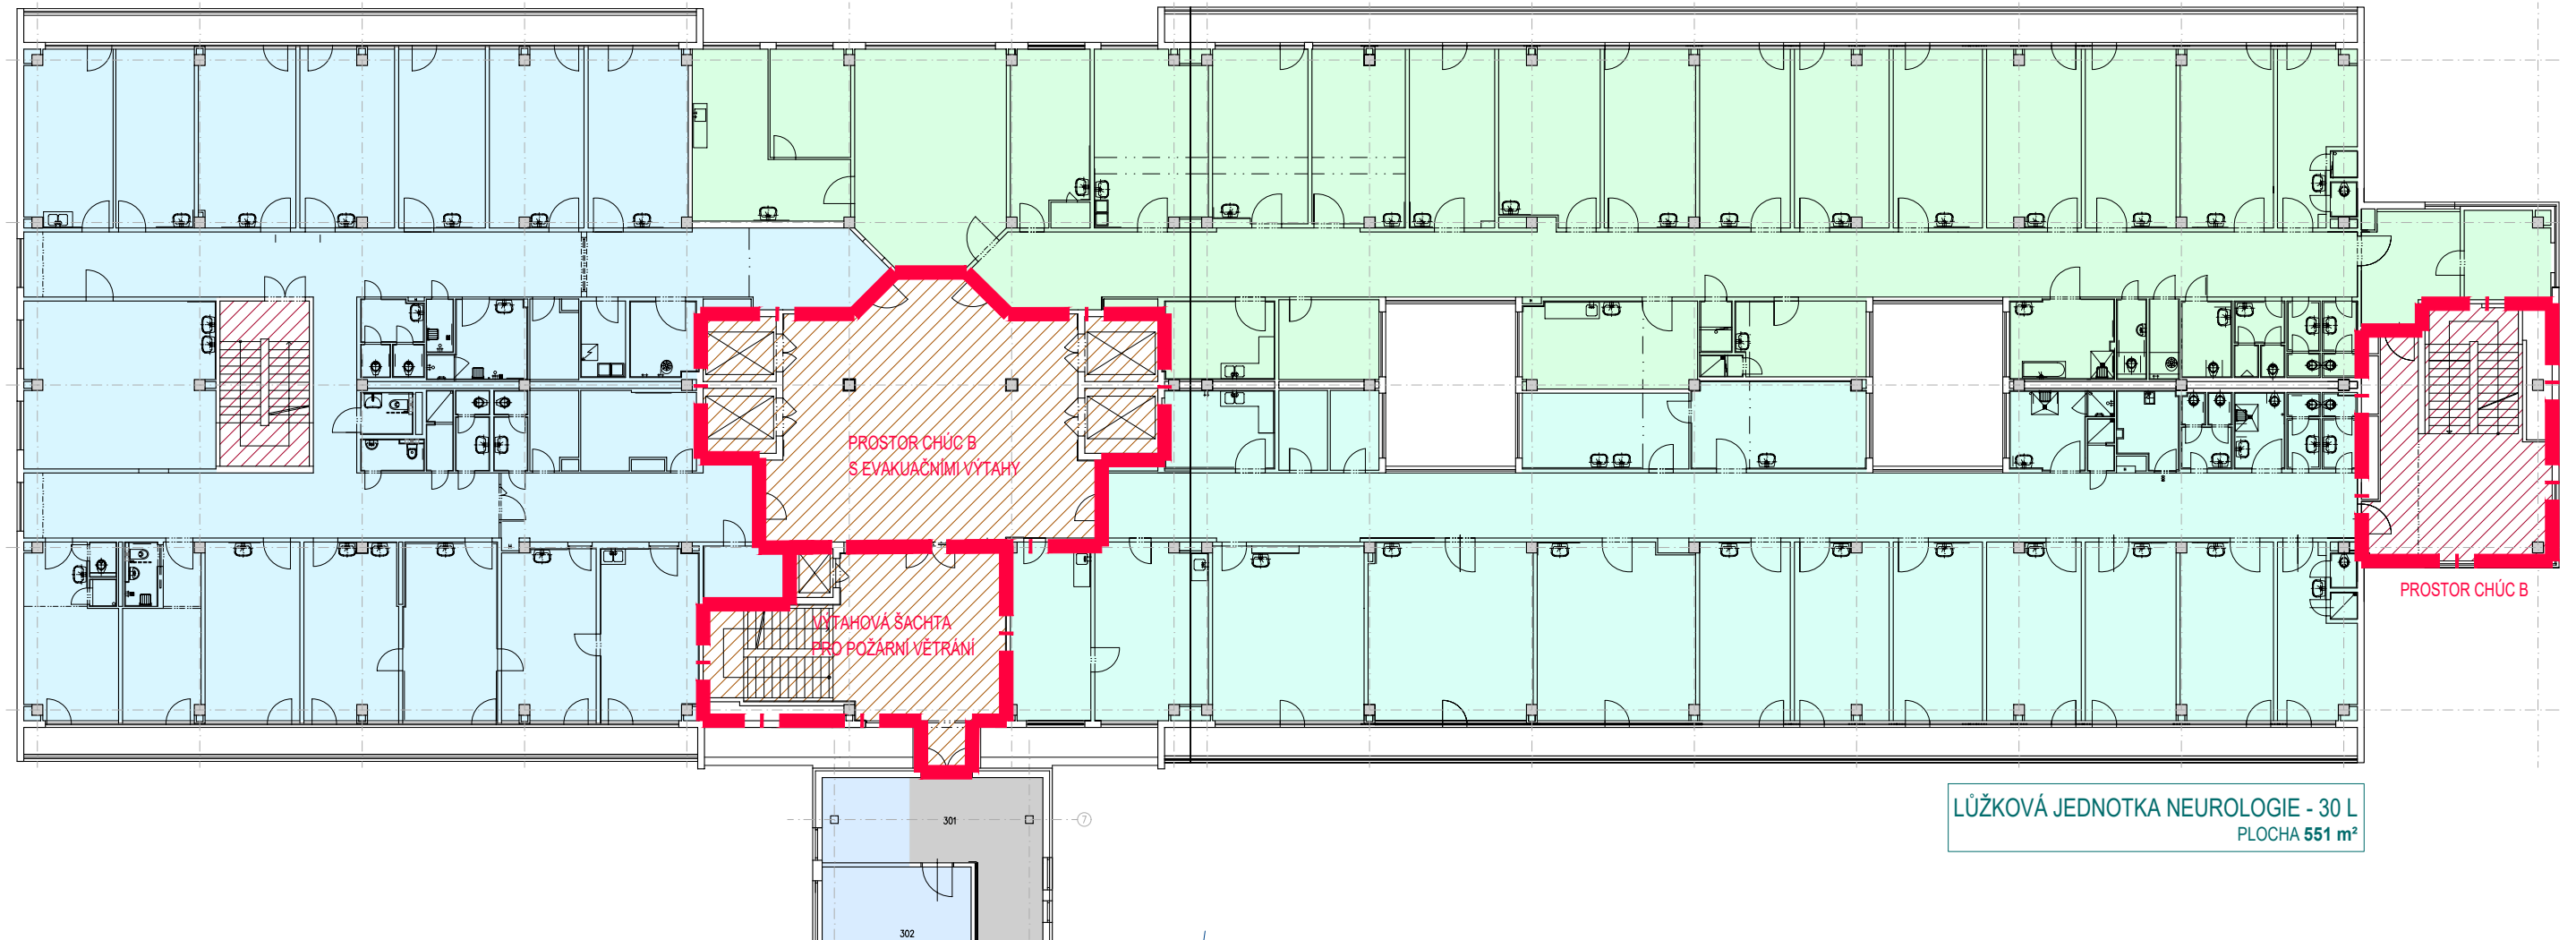 PROSTOR CHÚC B
S EVAKUAČNÍMI VÝTAHY
VÝTAHOVÁ ŠACHTA
PRO POŽÁRNÍ VĚTRÁNÍ
PROSTOR CHÚC B
LŮŽKOVÁ JEDNOTKA NEUROLOGIE - 30 L
PLOCHA 551 m²
301
7
302